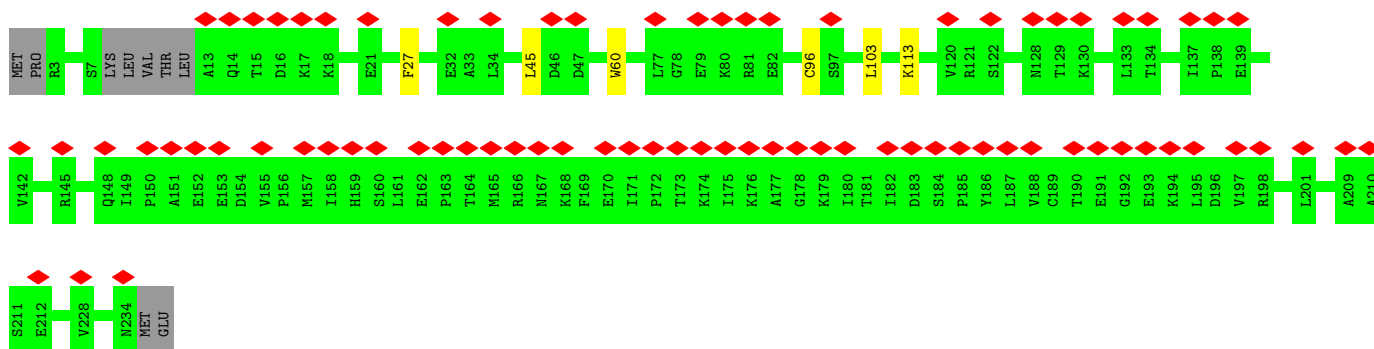 MET PRO R3 S7 LYS LEU VAL THR LEU A13 Q14 T15 D16 K17 K18 E21 F27 E32 A33 L34 L45 D46 D47 W60 L77 G78 E79 K80 R81 E82 C96 S97 L103 K113 V120 R121 S122 N128 T129 K130 L133 T134 I137 P138 E139
V142 R145 Q148 I149 P150 A151 E152 E153 D154 V155 P156 M157 I158 H159 S160 L161 E162 P163 T164 M165 R166 N167 K168 F169 E170 I171 P172 T173 K174 I175 K176 A177 G178 K179 I180 T181 I182 D183 S184 P185 Y186 L187 V188 C189 T190 E191 G192 E193 K194 L195 D196 V197 R198 L201 A209 A210
S211 E212 V228 N234 MET GLU